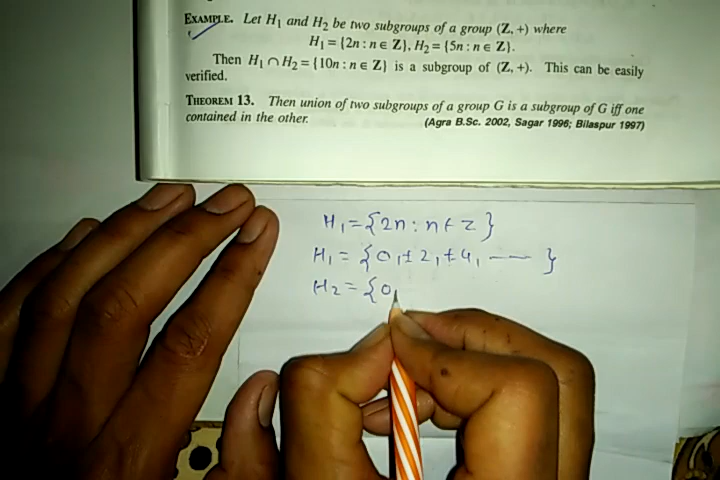 EXAMPLE. Let H₁ and H₂ be two subgroups of a group (Z, +) where
H₁ = {2n : n ∈ Z}, H₂ = {5n : n ∈ Z}.
Then H₁ ∩ H₂ = {10n : n ∈ Z} is a subgroup of (Z, +). This can be easily
verified.
THEOREM 13. Then union of two subgroups of a group G is a subgroup of G iff one
contained in the other. (Agra B.Sc. 2002, Sagar 1996; Bilaspur 1997)
H₁ = {2n : n ∈ Z}
H₁ = {0, ±2, ±4, ---- }
H₂ = {0,